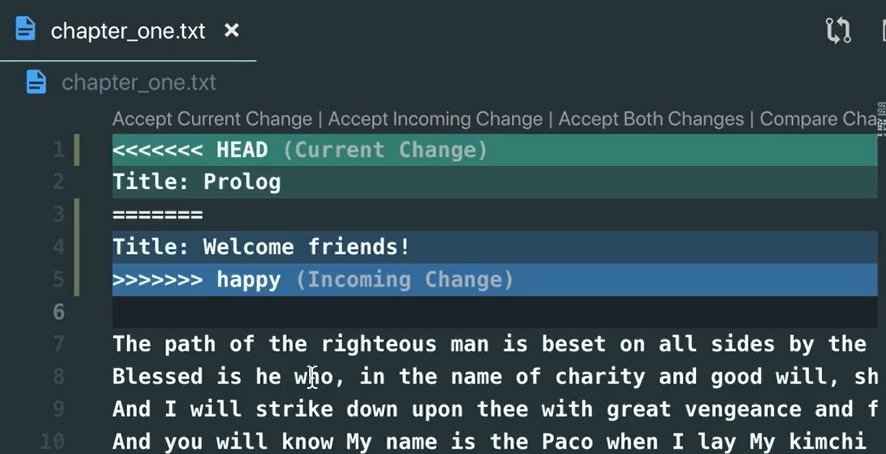 chapter_one.txt ×
chapter_one.txt
Accept Current Change | Accept Incoming Change | Accept Both Changes | Compare Cha
1 <<<<<<< HEAD (Current Change)
2 Title: Prolog
3 =======
4 Title: Welcome friends!
5 >>>>>>> happy (Incoming Change)
6
7 The path of the righteous man is beset on all sides by the
8 Blessed is he who, in the name of charity and good will, sh
9 And I will strike down upon thee with great vengeance and f
10 And you will know My name is the Paco when I lay My kimchi